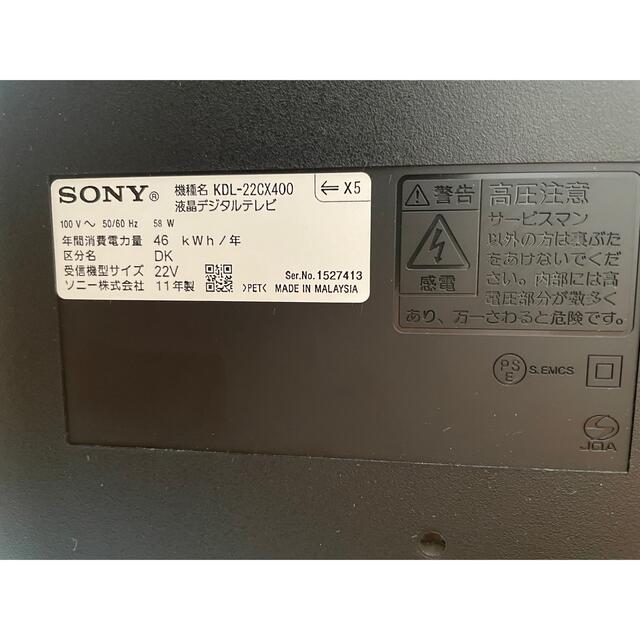 SONY®
機種名 KDL-22CX400
液晶デジタルテレビ
⇐ X5
100 V ～ 50/60 Hz 58 W
年間消費電力量 46 kWh/年
区分名 DK
受信機型サイズ 22V
ソニー株式会社 11年製
Ser.No.1527413
>PET< MADE IN MALAYSIA
⚠警告
感電
高圧注意
サービスマン
以外の方は裏ぶた
をあけないでくだ
さい。内部には高
電圧部分が数多く
あり、万一さわると危険です。
PS
E
S.EMCS
JQA